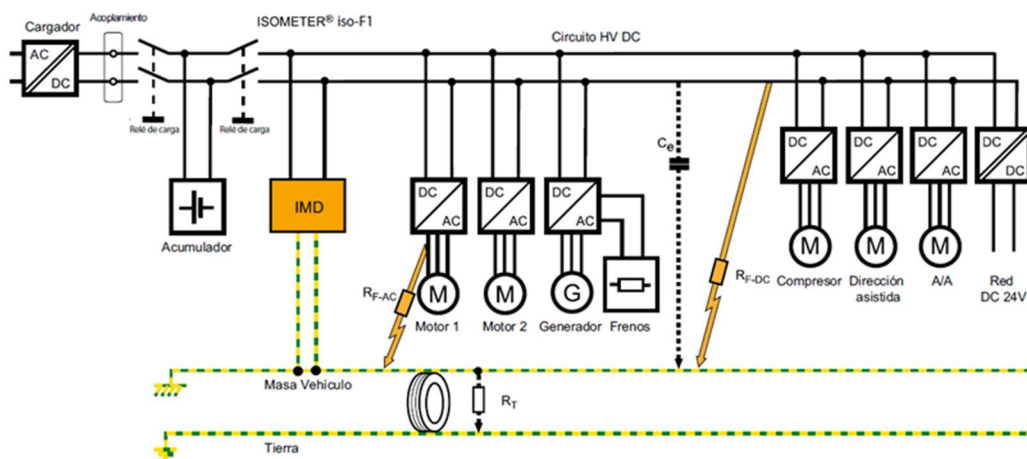 Cargador
Acoplamiento
ISOMETER® iso-F1
Circuito HV DC
AC
DC
Relé de carga
Relé de carga
Ce
DC
AC
DC
AC
DC
AC
DC
DC
IMD
DC
AC
DC
AC
DC
AC
Acumulador
M
M
M
Compresor
Dirección
asistida
A/A
Red
DC 24V
RF-AC
RF-DC
M
M
G
Motor 1
Motor 2
Generador
Frenos
Masa Vehículo
RT
Tierra